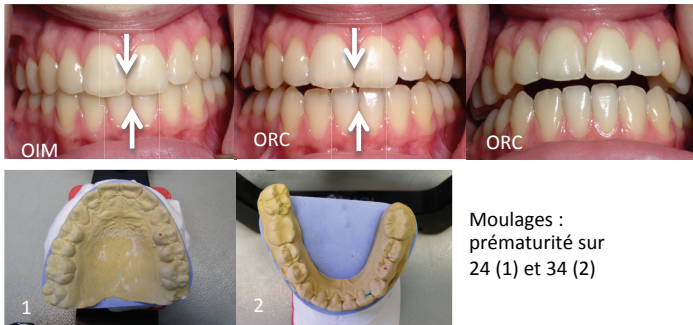 OIM
ORC
ORC
1
2
Moulages :
prématurité sur
24 (1) et 34 (2)